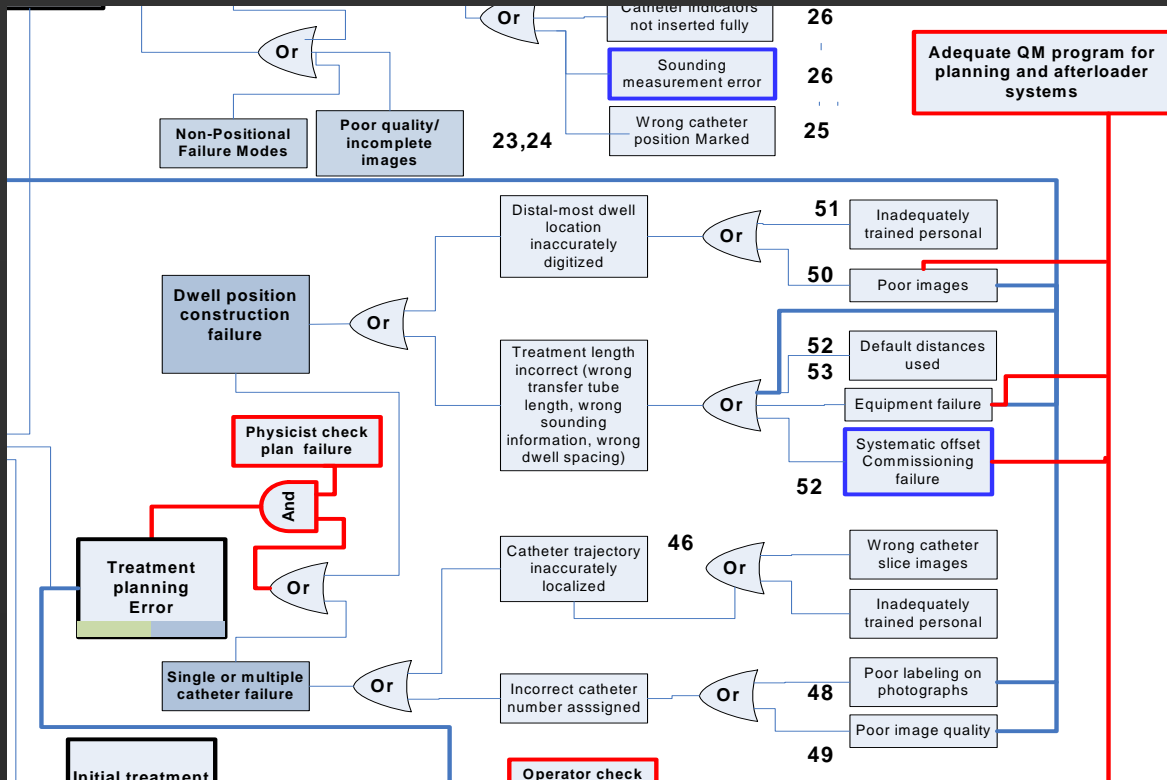 Catheter indicators
not inserted fully
26
Or
Or
Adequate QM program for
planning and afterloader
systems
Sounding
measurement error
26
Non-Positional
Failure Modes
Poor quality/
incomplete
images
23,24
Wrong catheter
position Marked
25
Distal-most dwell
location
inaccurately
digitized
Or
51
Inadequately
trained personal
50
Poor images
Dwell position
construction
failure
Or
Treatment length
incorrect (wrong
transfer tube
length, wrong
sounding
information, wrong
dwell spacing)
Or
52
53
Default distances
used
Equipment failure
Systematic offset
Commissioning
failure
52
Physicist check
plan failure
And
Or
Treatment
planning
Error
Catheter trajectory
inaccurately
localized
46
Or
Wrong catheter
slice images
Inadequately
trained personal
Single or multiple
catheter failure
Or
Incorrect catheter
number asssigned
Or
48
Poor labeling on
photographs
Poor image quality
49
Initial treatment
Operator check